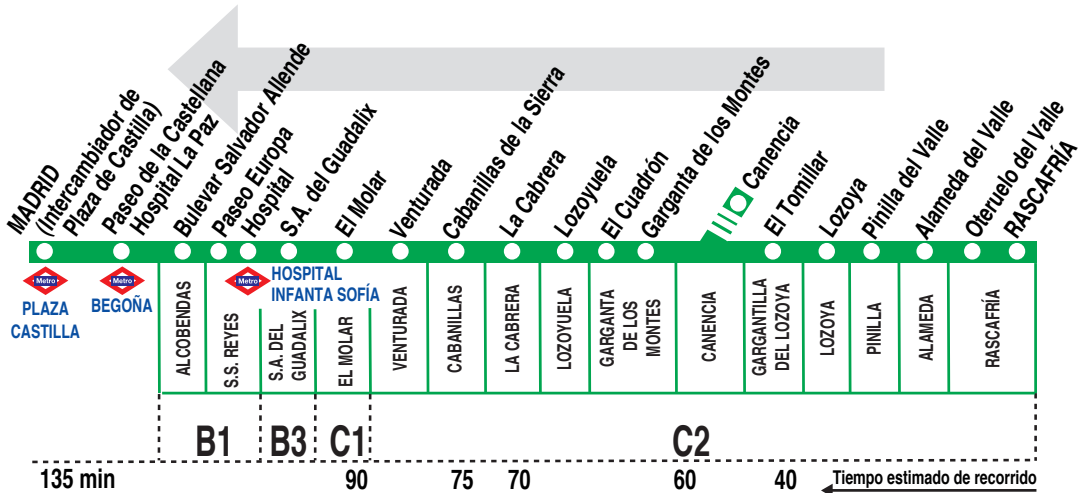 MADRID
(Intercambiador de
Plaza de Castilla)
Paseo de la Castellana
Hospital La Paz
Bulevar Salvador Allende
Paseo Europa
Hospital
S.A. del Guadalix
El Molar
Venturada
Cabanillas de la Sierra
La Cabrera
Lozoyuela
El Cuadrón
Garganta de los Montes
Canencia
El Tomillar
Lozoya
Pinilla del Valle
Alameda del Valle
Oteruelo del Valle
RASCAFRÍA
Metro
PLAZA
CASTILLA
Metro
BEGOÑA
Metro
HOSPITAL
INFANTA SOFÍA
ALCOBENDAS
S.S. REYES
S.A. DEL
GUADALIX
EL MOLAR
VENTURADA
CABANILLAS
LA CABRERA
LOZOYUELA
GARGANTA
DE LOS
MONTES
CANENCIA
GARGANTILLA
DEL LOZOYA
LOZOYA
PINILLA
ALAMEDA
RASCAFRÍA
B1 B3 C1 C2
135 min 90 75 70 60 40 Tiempo estimado de recorrido